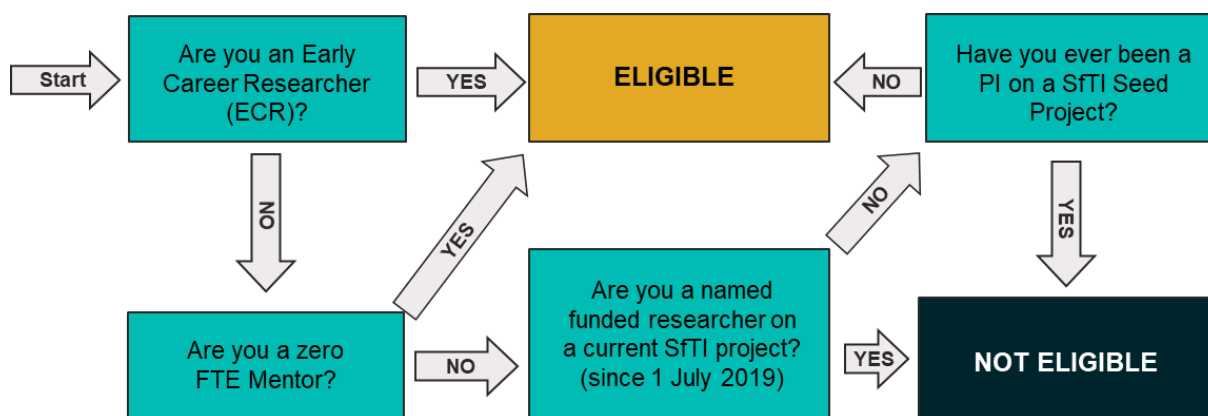 Start
Are you an Early
Career Researcher
(ECR)?
YES
ELIGIBLE
NO
Have you ever been a
PI on a SfTI Seed
Project?
NO
YES
NO
YES
Are you a zero
FTE Mentor?
NO
Are you a named
funded researcher on
a current SfTI project?
(since 1 July 2019)
YES
NOT ELIGIBLE